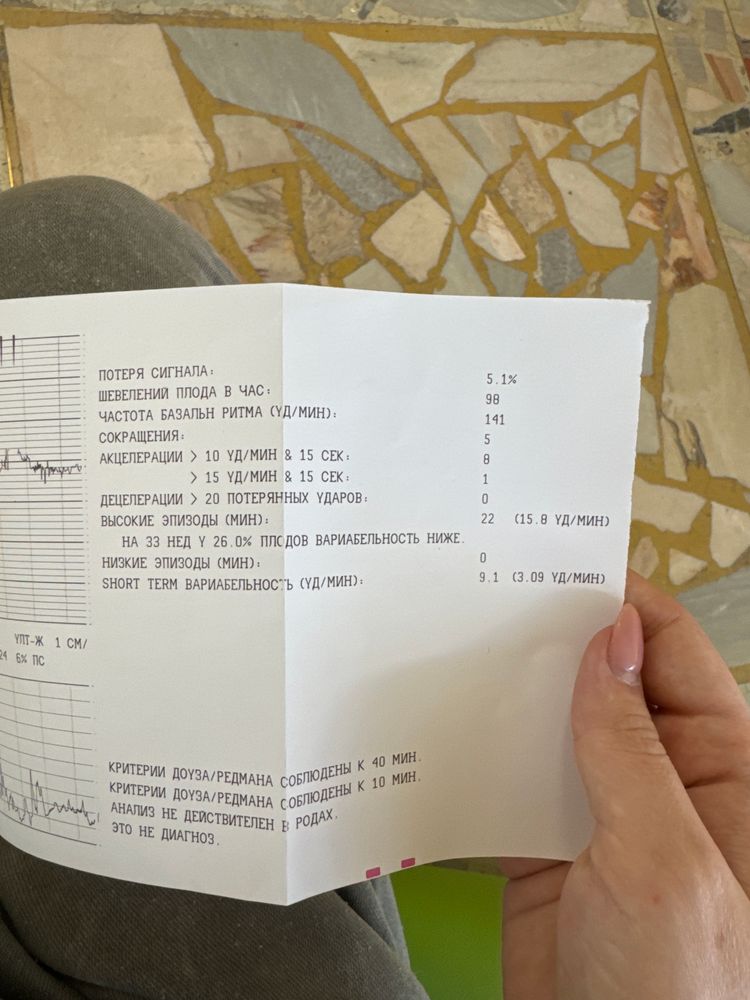 ПОТЕРЯ СИГНАЛА: 5.1%
ШЕВЕЛЕНИЙ ПЛОДА В ЧАС: 98
ЧАСТОТА БАЗАЛЬН РИТМА (УД/МИН): 141
СОКРАЩЕНИЯ: 5
АКЦЕЛЕРАЦИИ > 10 УД/МИН & 15 СЕК: 8
> 15 УД/МИН & 15 СЕК: 1
ДЕЦЕЛЕРАЦИИ > 20 ПОТЕРЯННЫХ УДАРОВ: 0
ВЫСОКИЕ ЭПИЗОДЫ (МИН): 22 (15.8 УД/МИН)
НА 33 НЕД У 26.0% ПЛОДОВ ВАРИАБЕЛЬНОСТЬ НИЖЕ.
НИЗКИЕ ЭПИЗОДЫ (МИН): 0
SHORT TERM ВАРИАБЕЛЬНОСТЬ (УД/МИН): 9.1 (3.09 УД/МИН)
УПТ-Ж 1 СМ/
24 6% ПС
КРИТЕРИИ ДОУЗА/РЕДМАНА СОБЛЮДЕНЫ К 40 МИН.
КРИТЕРИИ ДОУЗА/РЕДМАНА СОБЛЮДЕНЫ К 10 МИН.
АНАЛИЗ НЕ ДЕЙСТВИТЕЛЕН В РОДАХ.
ЭТО НЕ ДИАГНОЗ.